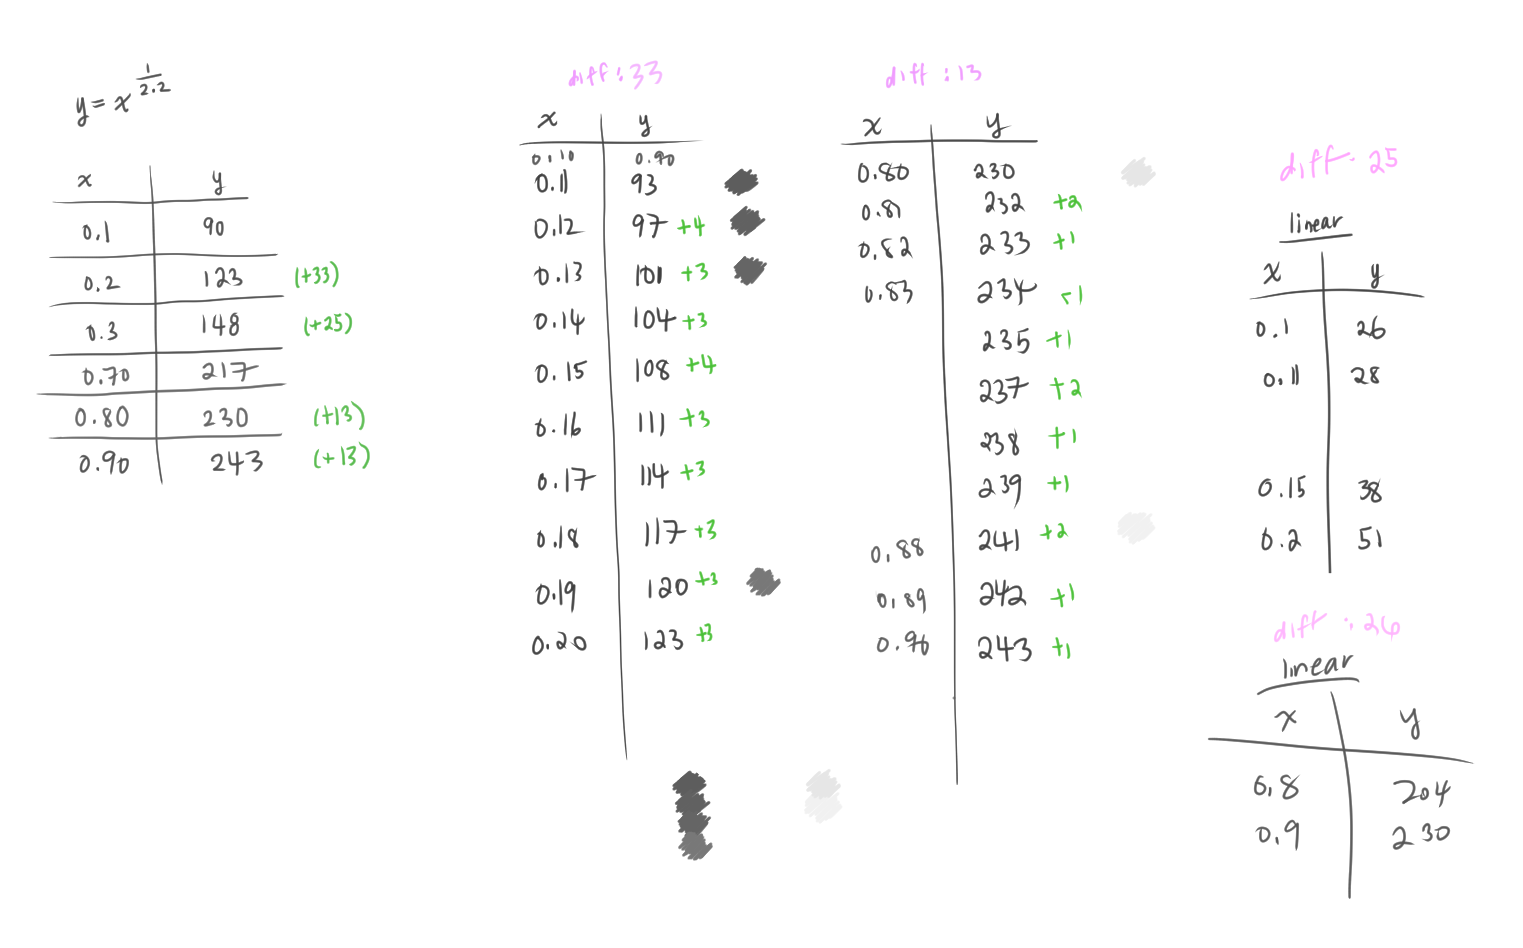 y = x^(1/2.2)
x y
0.1 90
0.2 123 (+33)
0.3 148 (+25)
0.70 217
0.80 230 (+13)
0.90 243 (+13)
diff : 33
x y
0.10 0.90
0.11 93
0.12 97 +4
0.13 101 +3
0.14 104 +3
0.15 108 +4
0.16 111 +3
0.17 114 +3
0.18 117 +3
0.19 120 +3
0.20 123 +3
diff : 13
x y
0.80 230
0.81 232 +2
0.82 233 +1
0.83 234 +1
235 +1
237 +2
238 +1
239 +1
0.88 241 +2
0.89 242 +1
0.90 243 +1
diff : 25
linear
x y
0.1 26
0.11 28
0.15 38
0.2 51
diff : 26
linear
x y
0.8 204
0.9 230